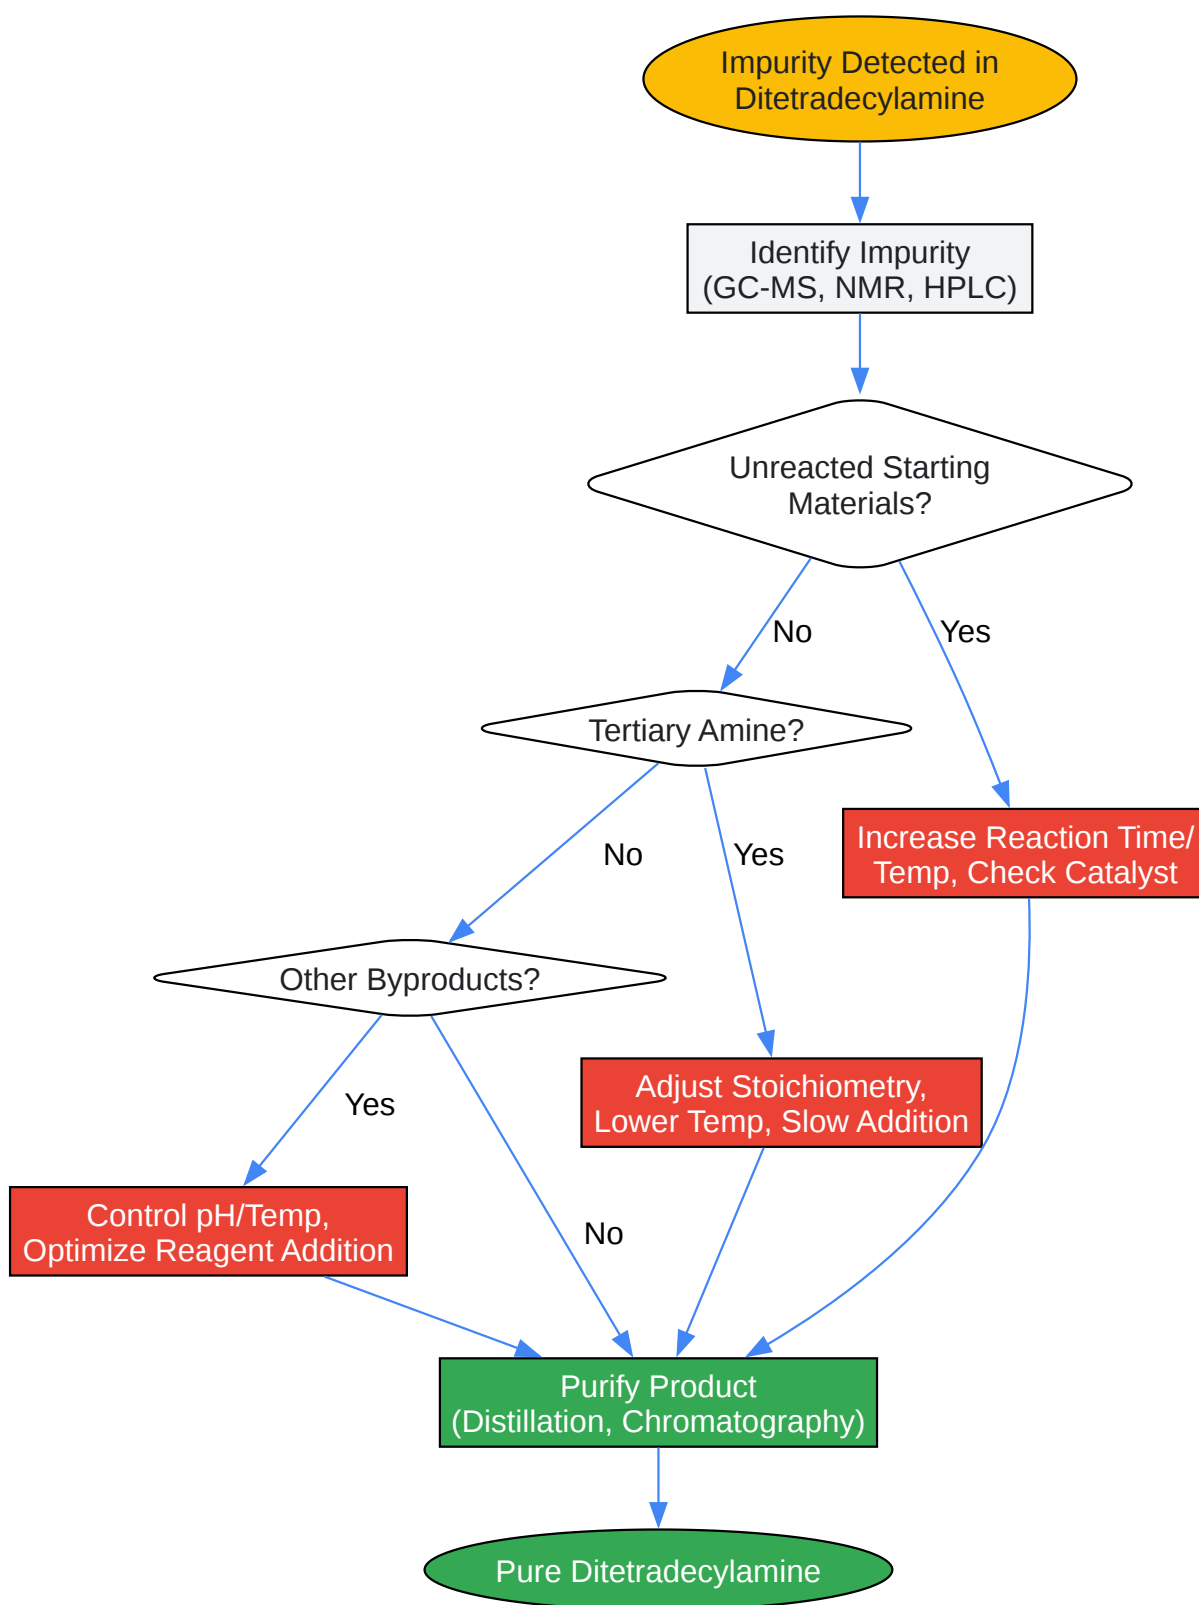 Impurity Detected in
Ditetradecylamine
Identify Impurity
(GC-MS, NMR, HPLC)
Unreacted Starting
Materials?
No
Yes
Tertiary Amine?
Increase Reaction Time/
Temp, Check Catalyst
No
Yes
Other Byproducts?
Adjust Stoichiometry,
Lower Temp, Slow Addition
Yes
Control pH/Temp,
Optimize Reagent Addition
No
Purify Product
(Distillation, Chromatography)
Pure Ditetradecylamine